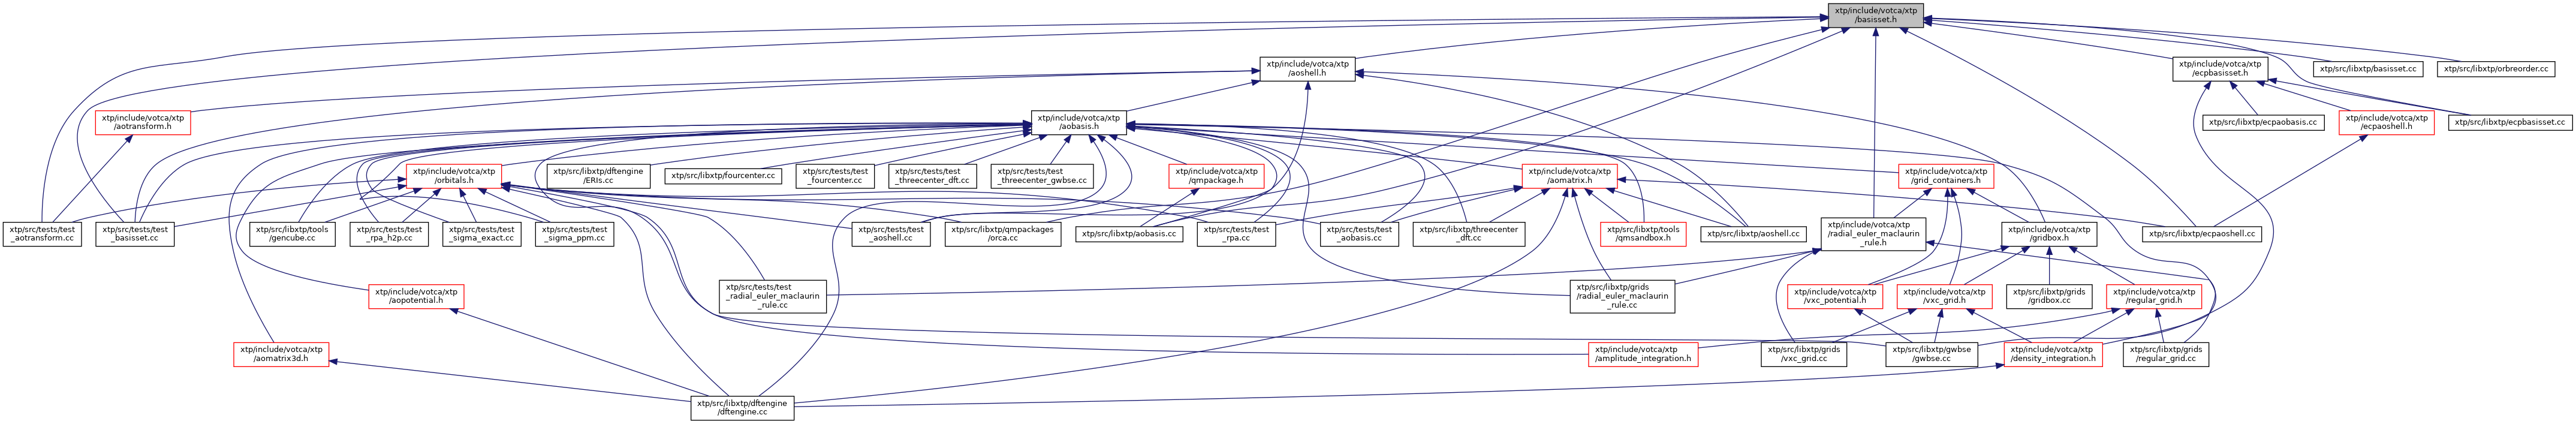 xtp/include/votca/xtp
/basisset.h
xtp/include/votca/xtp
/aoshell.h
xtp/include/votca/xtp
/ecpbasisset.h
xtp/src/libxtp/basisset.cc
xtp/src/libxtp/orbreorder.cc
xtp/include/votca/xtp
/aotransform.h
xtp/include/votca/xtp
/aobasis.h
xtp/src/libxtp/ecpaobasis.cc
xtp/include/votca/xtp
/ecpaoshell.h
xtp/src/libxtp/ecpbasisset.cc
xtp/include/votca/xtp
/orbitals.h
xtp/src/libxtp/dftengine
/ERIs.cc
xtp/src/libxtp/fourcenter.cc
xtp/src/tests/test
_fourcenter.cc
xtp/src/tests/test
_threecenter_dft.cc
xtp/src/tests/test
_threecenter_gwbse.cc
xtp/include/votca/xtp
/qmpackage.h
xtp/include/votca/xtp
/aomatrix.h
xtp/include/votca/xtp
/grid_containers.h
xtp/src/tests/test
_aotransform.cc
xtp/src/tests/test
_basisset.cc
xtp/src/libxtp/tools
/gencube.cc
xtp/src/tests/test
_rpa_h2p.cc
xtp/src/tests/test
_sigma_exact.cc
xtp/src/tests/test
_sigma_ppm.cc
xtp/src/tests/test
_aoshell.cc
xtp/src/libxtp/qmpackages
/orca.cc
xtp/src/libxtp/aobasis.cc
xtp/src/tests/test
_rpa.cc
xtp/src/tests/test
_aobasis.cc
xtp/src/libxtp/threecenter
_dft.cc
xtp/src/libxtp/tools
/qmsandbox.h
xtp/src/libxtp/aoshell.cc
xtp/include/votca/xtp
/radial_euler_maclaurin
_rule.h
xtp/include/votca/xtp
/gridbox.h
xtp/src/libxtp/ecpaoshell.cc
xtp/include/votca/xtp
/aopotential.h
xtp/src/tests/test
_radial_euler_maclaurin
_rule.cc
xtp/src/libxtp/grids
/radial_euler_maclaurin
_rule.cc
xtp/include/votca/xtp
/vxc_potential.h
xtp/include/votca/xtp
/vxc_grid.h
xtp/src/libxtp/grids
/gridbox.cc
xtp/include/votca/xtp
/regular_grid.h
xtp/include/votca/xtp
/aomatrix3d.h
xtp/include/votca/xtp
/amplitude_integration.h
xtp/src/libxtp/grids
/vxc_grid.cc
xtp/src/libxtp/gwbse
/gwbse.cc
xtp/include/votca/xtp
/density_integration.h
xtp/src/libxtp/grids
/regular_grid.cc
xtp/src/libxtp/dftengine
/dftengine.cc